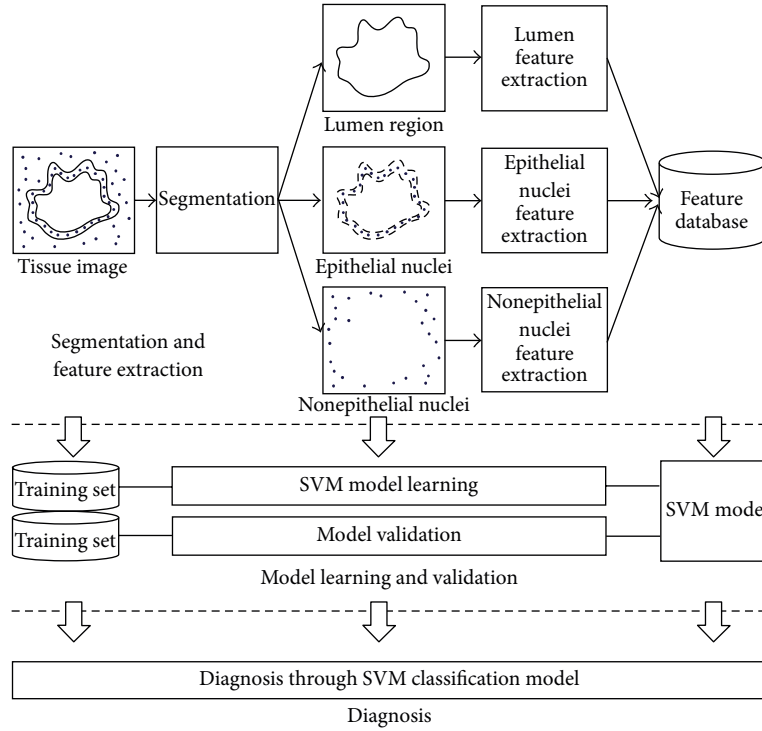 Lumen
feature
extraction
Lumen region
Segmentation
Epithelial
nuclei
feature
extraction
Feature
database
Tissue image
Epithelial nuclei
Segmentation and
feature extraction
Nonepithelial
nuclei
feature
extraction
Nonepithelial nuclei
Training set
SVM model learning
SVM model
Training set
Model validation
Model learning and validation
Diagnosis through SVM classification model
Diagnosis